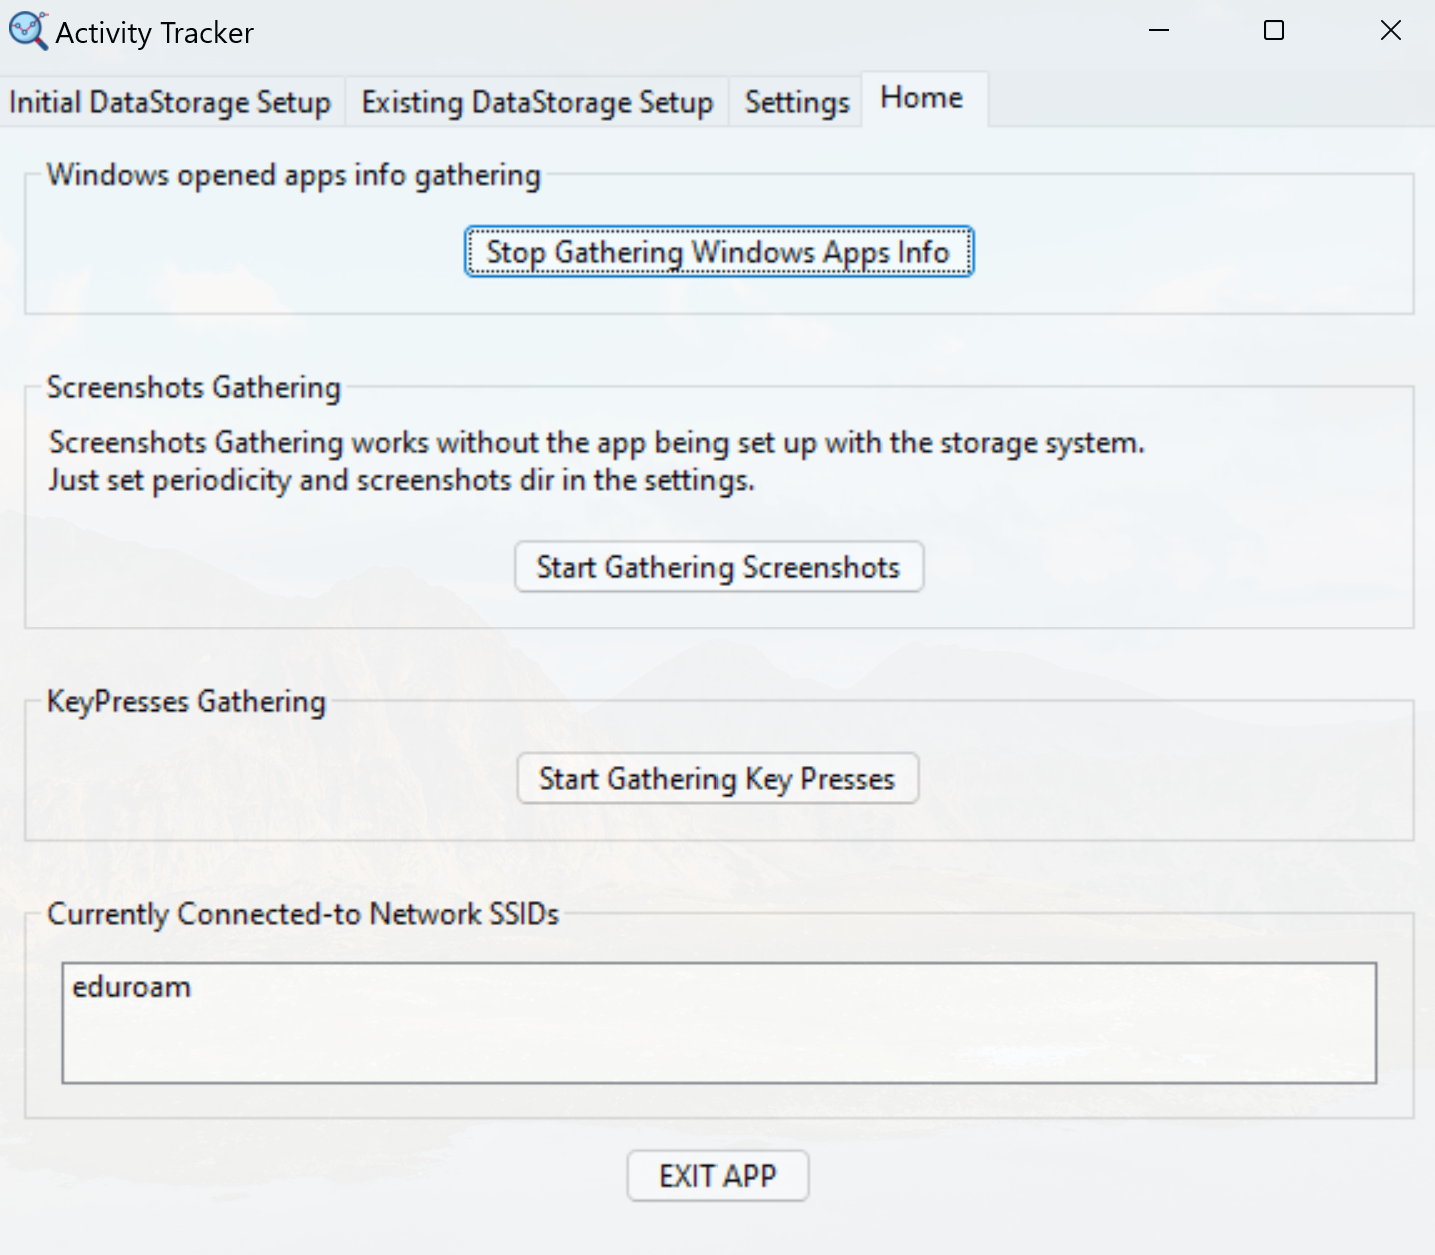 Activity Tracker
Initial DataStorage Setup
Existing DataStorage Setup
Settings
Home
Windows opened apps info gathering
Stop Gathering Windows Apps Info
Screenshots Gathering
Screenshots Gathering works without the app being set up with the storage system.
Just set periodicity and screenshots dir in the settings.
Start Gathering Screenshots
KeyPresses Gathering
Start Gathering Key Presses
Currently Connected-to Network SSIDs
eduroam
EXIT APP